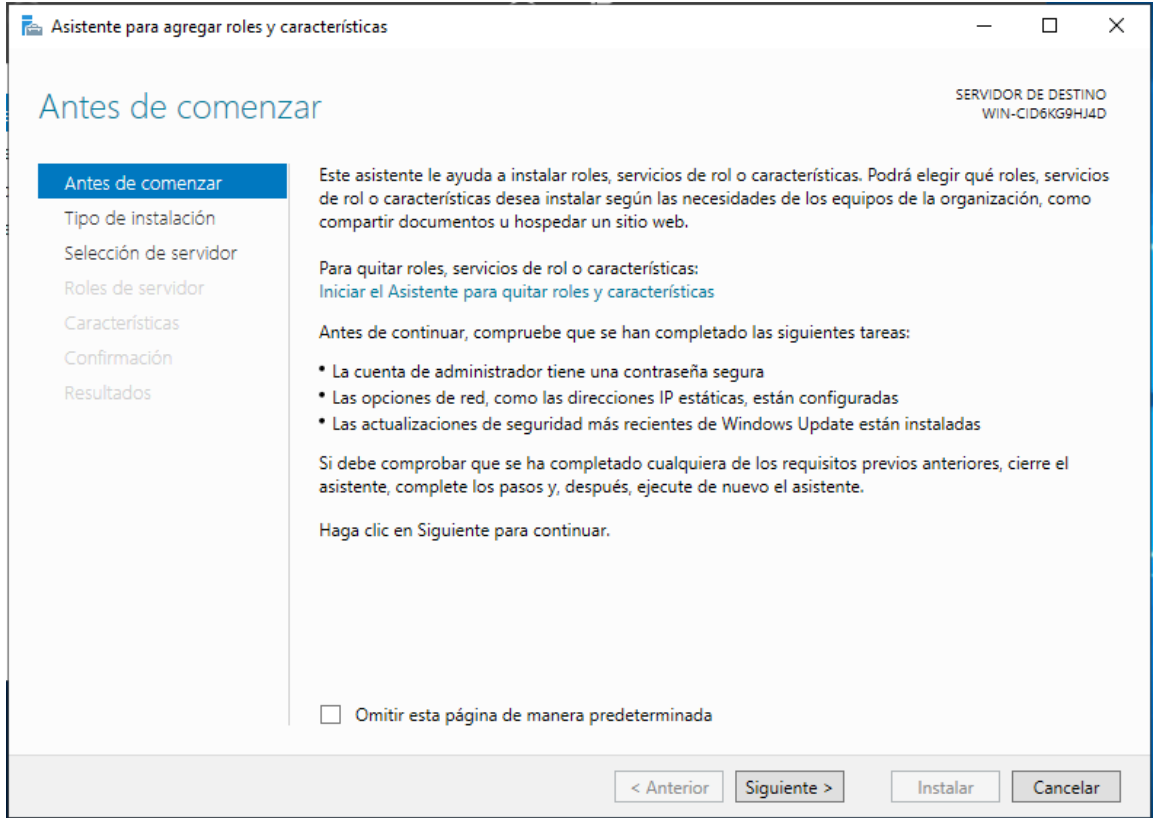 Asistente para agregar roles y características
Antes de comenzar
SERVIDOR DE DESTINO
WIN-CID6KG9HJ4D
Antes de comenzar
Tipo de instalación
Selección de servidor
Roles de servidor
Características
Confirmación
Resultados
Este asistente le ayuda a instalar roles, servicios de rol o características. Podrá elegir qué roles, servicios
de rol o características desea instalar según las necesidades de los equipos de la organización, como
compartir documentos u hospedar un sitio web.
Para quitar roles, servicios de rol o características:
Iniciar el Asistente para quitar roles y características
Antes de continuar, compruebe que se han completado las siguientes tareas:
• La cuenta de administrador tiene una contraseña segura
• Las opciones de red, como las direcciones IP estáticas, están configuradas
• Las actualizaciones de seguridad más recientes de Windows Update están instaladas
Si debe comprobar que se ha completado cualquiera de los requisitos previos anteriores, cierre el
asistente, complete los pasos y, después, ejecute de nuevo el asistente.
Haga clic en Siguiente para continuar.
Omitir esta página de manera predeterminada
< Anterior
Siguiente >
Instalar
Cancelar